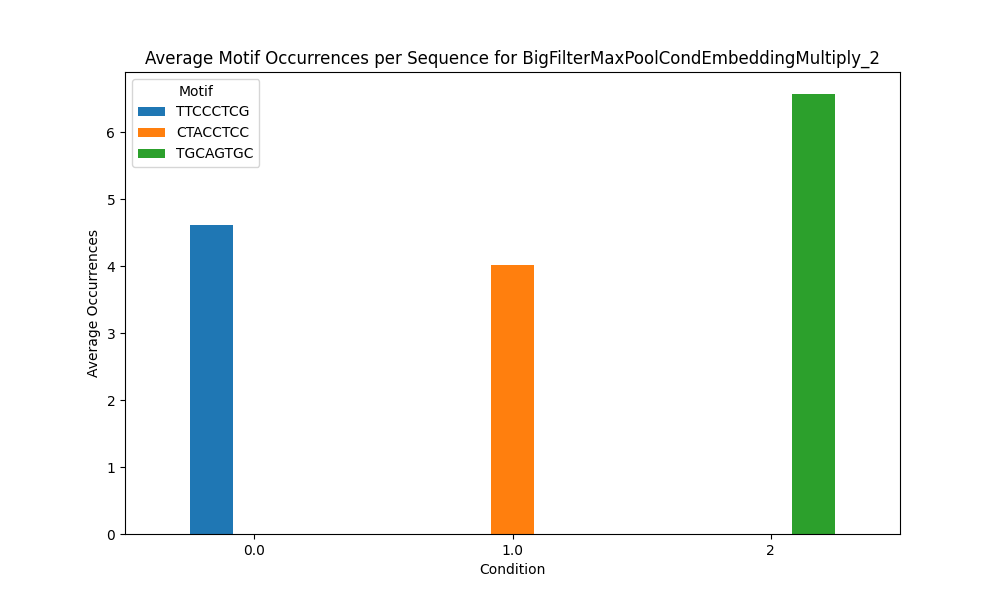 Average Motif Occurrences per Sequence for BigFilterMaxPoolCondEmbeddingMultiply_2
Motif
TTCCCTCG
CTACCTCC
TGCAGTGC
6
5
4
3
2
1
0
Average Occurrences
0.0
1.0
2
Condition